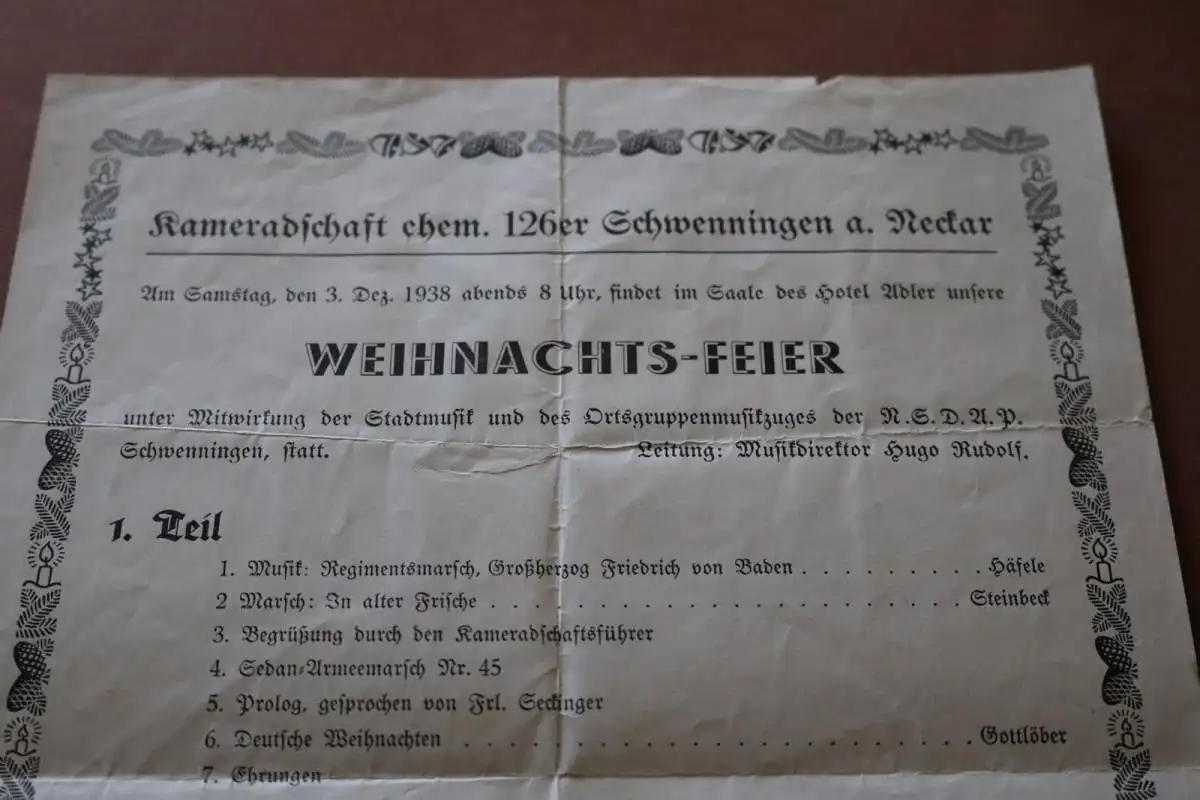 Kameradschaft ehem. 126er Schwenningen a. Neckar
Am Samstag, den 3. Dez. 1938 abends 8 Uhr, findet im Saale des Hotel Adler unsere
WEIHNACHTS-FEIER
unter Mitwirkung der Stadtmusik und des Ortsgruppenmusikzuges der N.S.D.A.P.
Schwenningen, statt. Leitung: Musikdirektor Hugo Rudolf.
1. Teil
1. Musik: Regimentsmarsch, Großherzog Friedrich von Baden . . . . . . . . . Häfele
2 Marsch: In alter Frische . . . . . . . . . . . . . . . . . . . . . . Steinbeck
3. Begrüßung durch den Kameradschaftsführer
4. Sedan-Armeemarsch Nr. 45
5. Prolog, gesprochen von Frl. Seckinger
6. Deutsche Weihnachten . . . . . . . . . . . . . . . . . . . . . . . . Gottlöber
7. Ehrungen